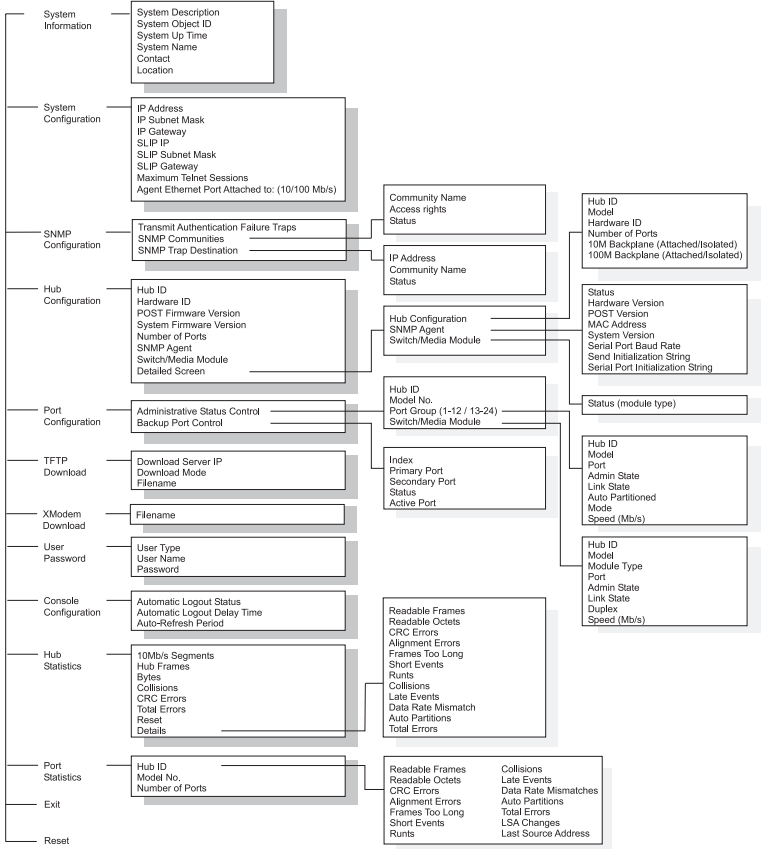 System
Information
System Description
System Object ID
System Up Time
System Name
Contact
Location
System
Configuration
IP Address
IP Subnet Mask
IP Gateway
SLIP IP
SLIP Subnet Mask
SLIP Gateway
Maximum Telnet Sessions
Agent Ethernet Port Attached to: (10/100 Mb/s)
SNMP
Configuration
Transmit Authentication Failure Traps
SNMP Communities
SNMP Trap Destination
Community Name
Access rights
Status
IP Address
Community Name
Status
Hub
Configuration
Hub ID
Hardware ID
POST Firmware Version
System Firmware Version
Number of Ports
SNMP Agent
Switch/Media Module
Detailed Screen
Hub Configuration
SNMP Agent
Switch/Media Module
Hub ID
Model
Hardware ID
Number of Ports
10M Backplane (Attached/Isolated)
100M Backplane (Attached/Isolated)
Status
Hardware Version
POST Version
MAC Address
System Version
Serial Port Baud Rate
Send Initialization String
Serial Port Initialization String
Status (module type)
Port
Configuration
Administrative Status Control
Backup Port Control
Hub ID
Model No.
Port Group (1-12 / 13-24)
Switch/Media Module
Index
Primary Port
Secondary Port
Status
Active Port
Hub ID
Model
Port
Admin State
Link State
Auto Partitioned
Mode
Speed (Mb/s)
Hub ID
Model
Module Type
Port
Admin State
Link State
Duplex
Speed (Mb/s)
TFTP
Download
Download Server IP
Download Mode
Filename
XModem
Download
Filename
User
Password
User Type
User Name
Password
Console
Configuration
Automatic Logout Status
Automatic Logout Delay Time
Auto-Refresh Period
Hub
Statistics
10Mb/s Segments
Hub Frames
Bytes
Collisions
CRC Errors
Total Errors
Reset
Details
Readable Frames
Readable Octets
CRC Errors
Alignment Errors
Frames Too Long
Short Events
Runts
Collisions
Late Events
Data Rate Mismatch
Auto Partitions
Total Errors
Port
Statistics
Hub ID
Model No.
Number of Ports
Readable Frames
Readable Octets
CRC Errors
Alignment Errors
Frames Too Long
Short Events
Runts
Collisions
Late Events
Data Rate Mismatches
Auto Partitions
Total Errors
LSA Changes
Last Source Address
Exit
Reset